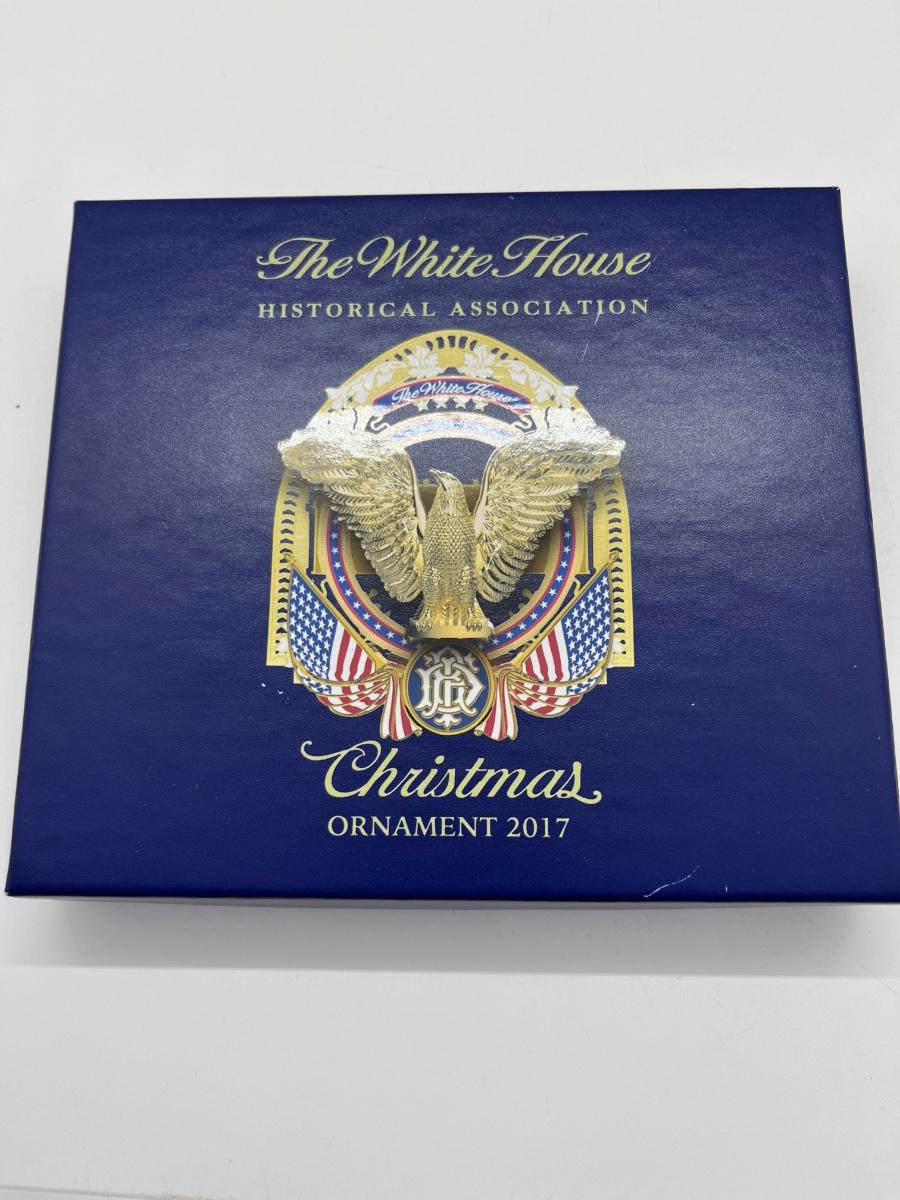 The White House
HISTORICAL ASSOCIATION
The White House
Christmas
ORNAMENT 2017